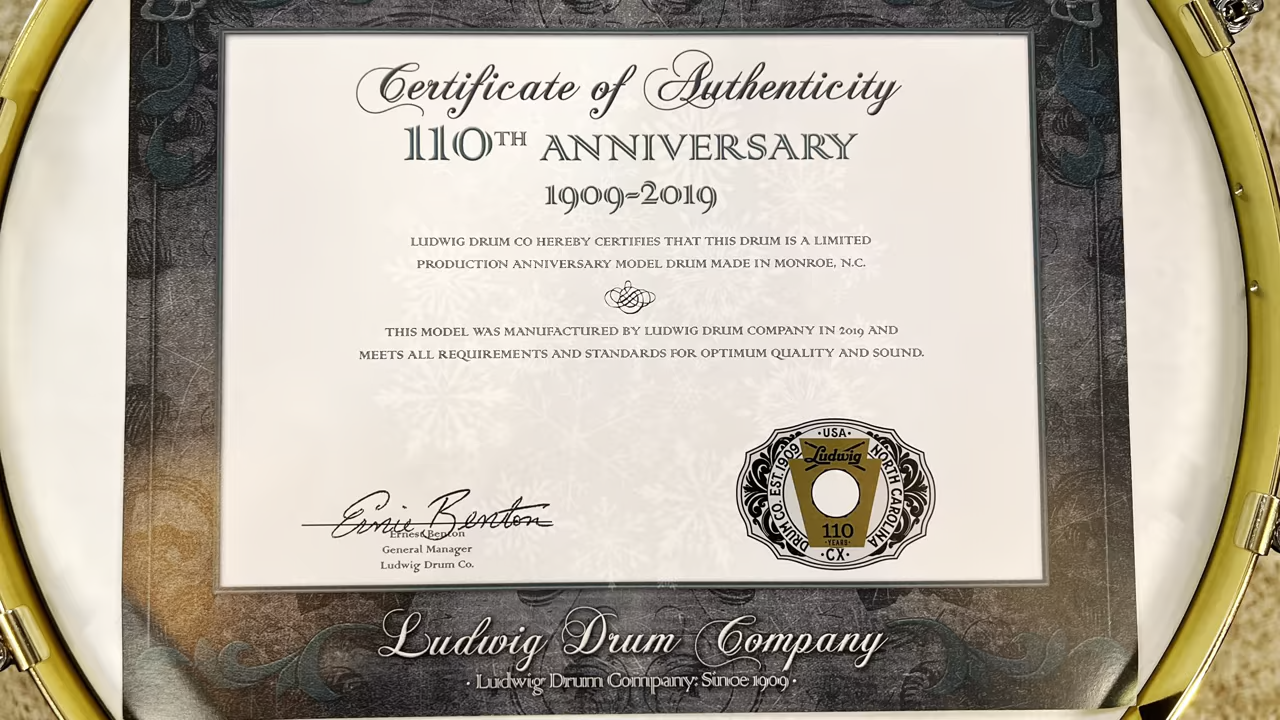 Certificate of Authenticity
110TH ANNIVERSARY
1909-2019
LUDWIG DRUM CO HEREBY CERTIFIES THAT THIS DRUM IS A LIMITED
PRODUCTION ANNIVERSARY MODEL DRUM MADE IN MONROE, N.C.
THIS MODEL WAS MANUFACTURED BY LUDWIG DRUM COMPANY IN 2019 AND
MEETS ALL REQUIREMENTS AND STANDARDS FOR OPTIMUM QUALITY AND SOUND.
Ernie Benton
Ernest Benton
General Manager
Ludwig Drum Co.
·USA·
DRUM CO. EST. 1909
NORTH CAROLINA
Ludwig
110
·YEARS·
·CX·
Ludwig Drum Company
· Ludwig Drum Company: Since 1909 ·